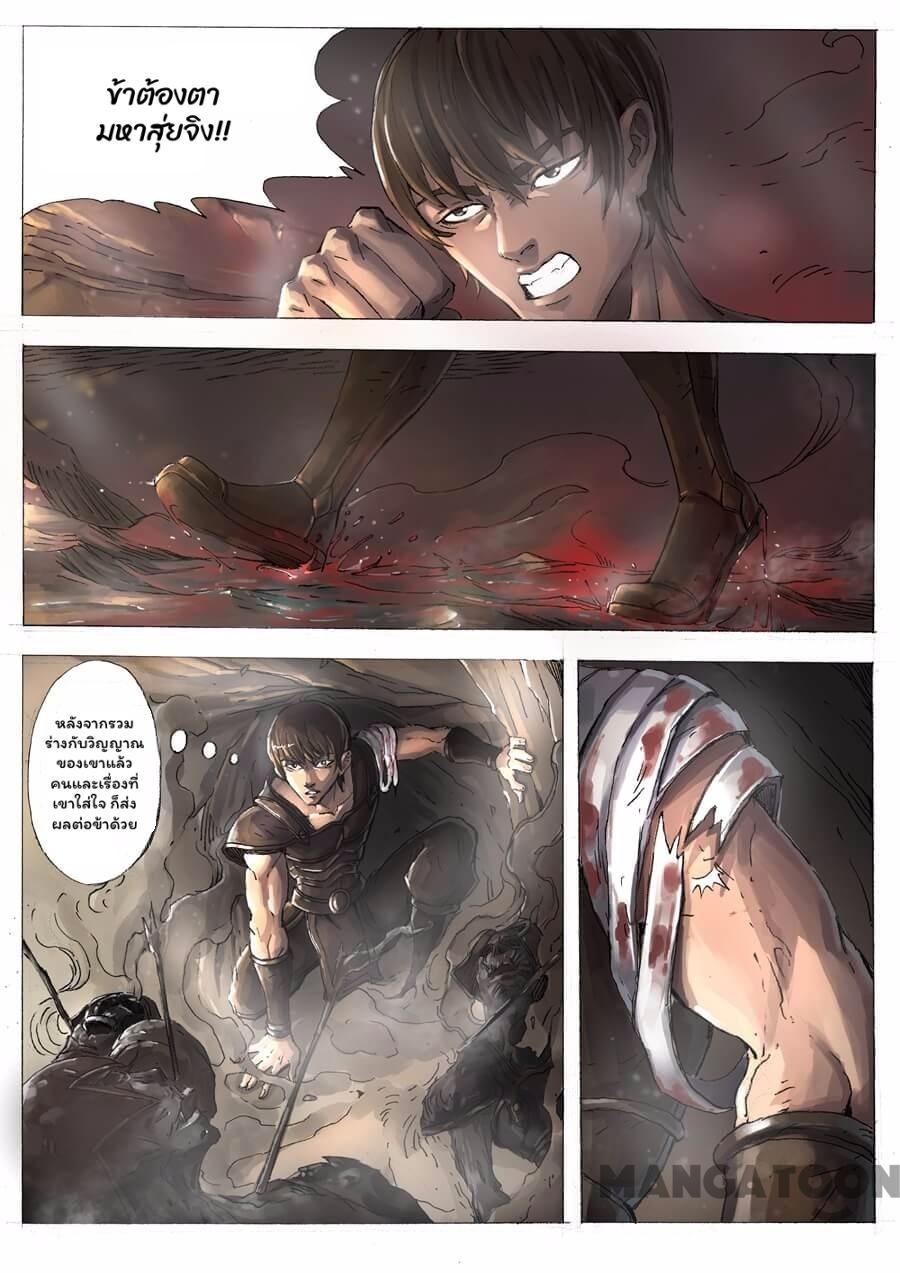 ข้าต้องตา
มหาสุ่ยจิง!!
หลังจากรวม
ร่างกับวิญญาณ
ของเขาแล้ว
คนและเรื่องที่
เขาใส่ใจ ก็ส่ง
ผลต่อข้าด้วย
MANGATOON